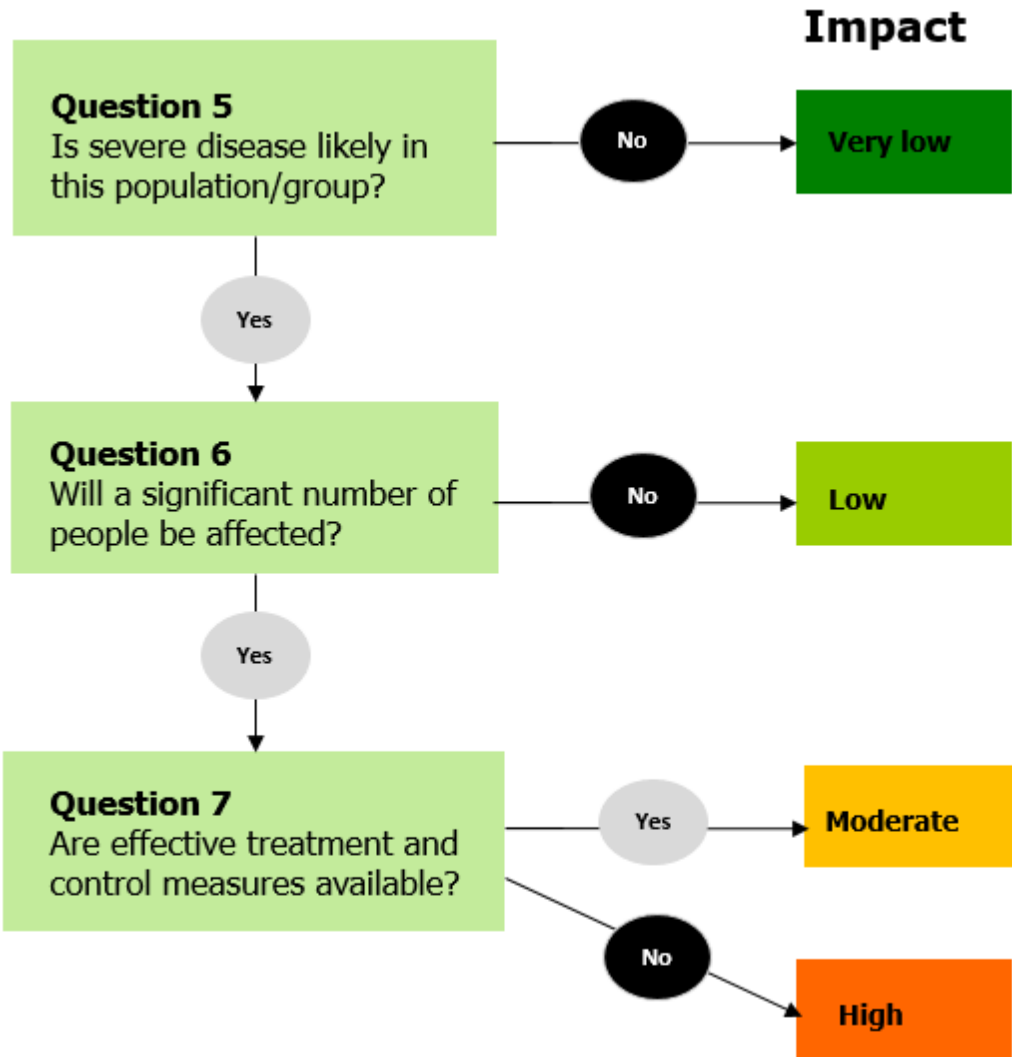 Impact
Question 5
Is severe disease likely in
this population/group?
No
Very low
Yes
Question 6
Will a significant number of
people be affected?
No
Low
Yes
Question 7
Are effective treatment and
control measures available?
Yes
Moderate
No
High